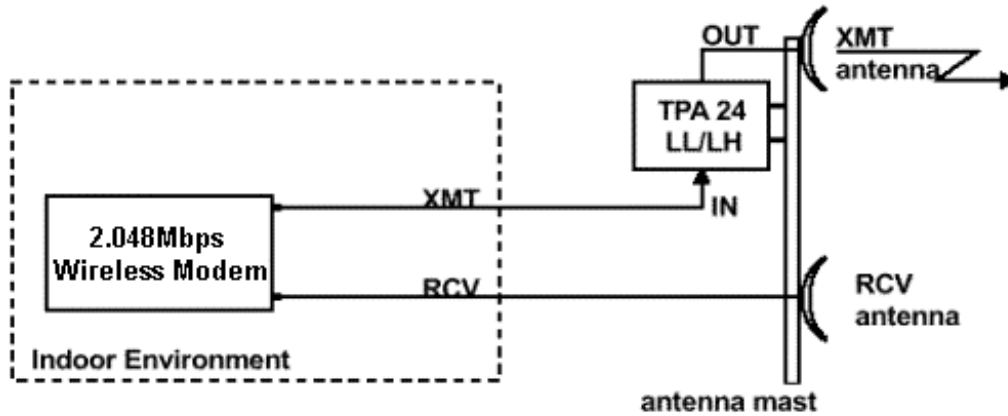 OUT
XMT
antenna
TPA 24
LL/LH
XMT
IN
2.048Mbps
Wireless Modem
RCV
RCV
antenna
Indoor Environment
antenna mast